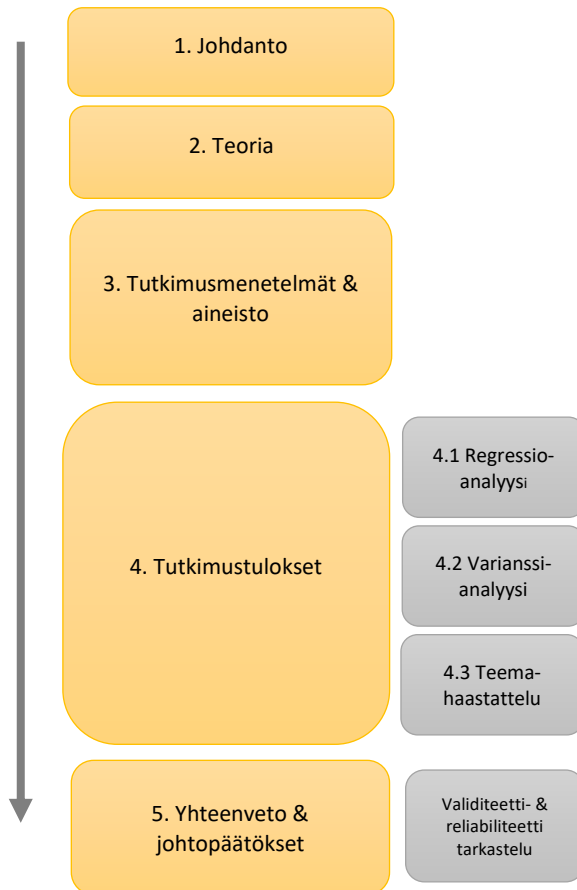 1. Johdanto
2. Teoria
3. Tutkimusmenetelmät &
aineisto
4. Tutkimustulokset
4.1 Regressio-
analyysi
4.2 Varianssi-
analyysi
4.3 Teema-
haastattelu
5. Yhteenveto &
johtopäätökset
Validiteetti- &
reliabiliteetti
tarkastelu